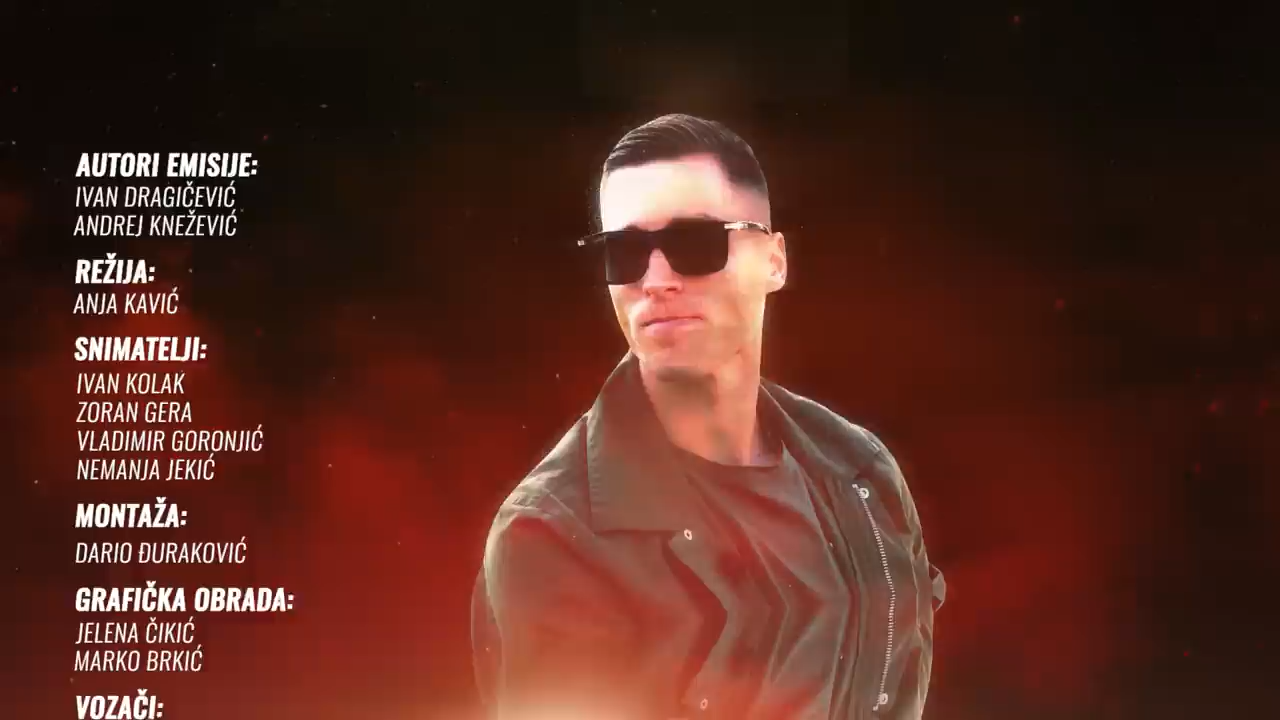 AUTORI EMISIJE:
IVAN DRAGIČEVIĆ
ANDREJ KNEŽEVIĆ
REŽIJA:
ANJA KAVIĆ
SNIMATELJI:
IVAN KOLAK
ZORAN GERA
VLADIMIR GORONJIĆ
NEMANJA JEKIĆ
MONTAŽA:
DARIO ĐURAKOVIĆ
GRAFIČKA OBRADA:
JELENA ČIKIĆ
MARKO BRKIĆ
VOZAČI: